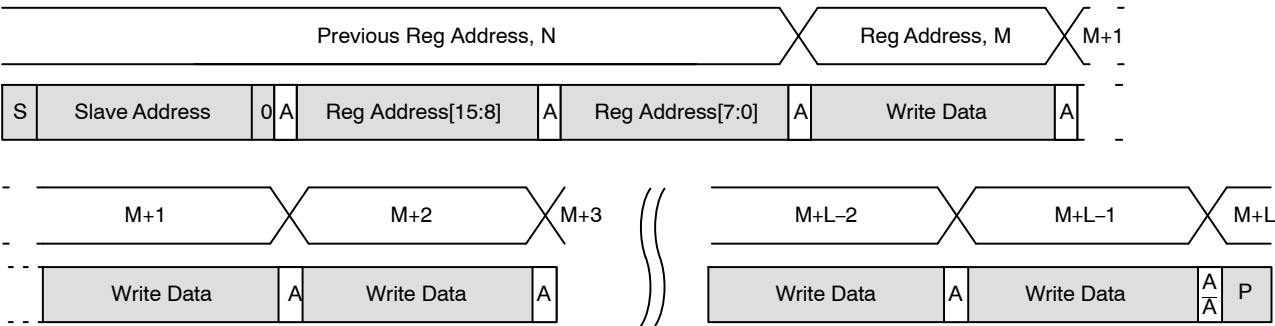 Previous Reg Address, N Reg Address, M M+1
S Slave Address 0 A Reg Address[15:8] A Reg Address[7:0] A Write Data A
M+1 M+2 M+3 M+L–2 M+L–1 M+L
Write Data A Write Data A Write Data A Write Data A/A̅ P